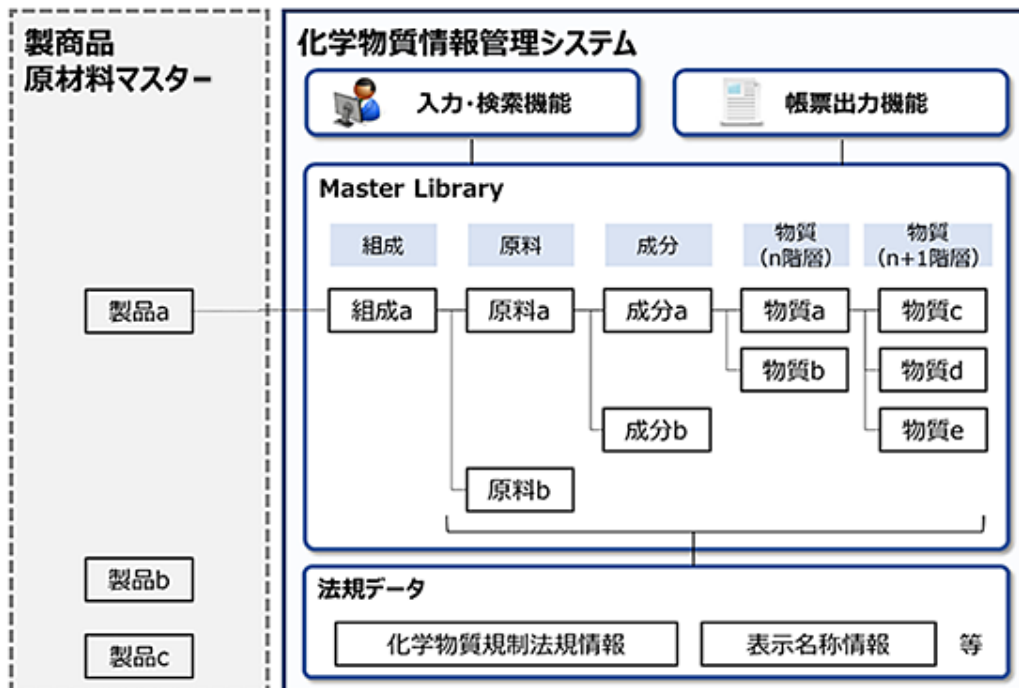 製商品
原材料マスター
化学物質情報管理システム
入力・検索機能
帳票出力機能
Master Library
組成
原料
成分
物質
（n階層）
物質
（n+1階層）
製品a
組成a
原料a
成分a
物質a
物質c
物質b
物質d
成分b
物質e
原料b
製品b
法規データ
化学物質規制法規情報
表示名称情報
等
製品c